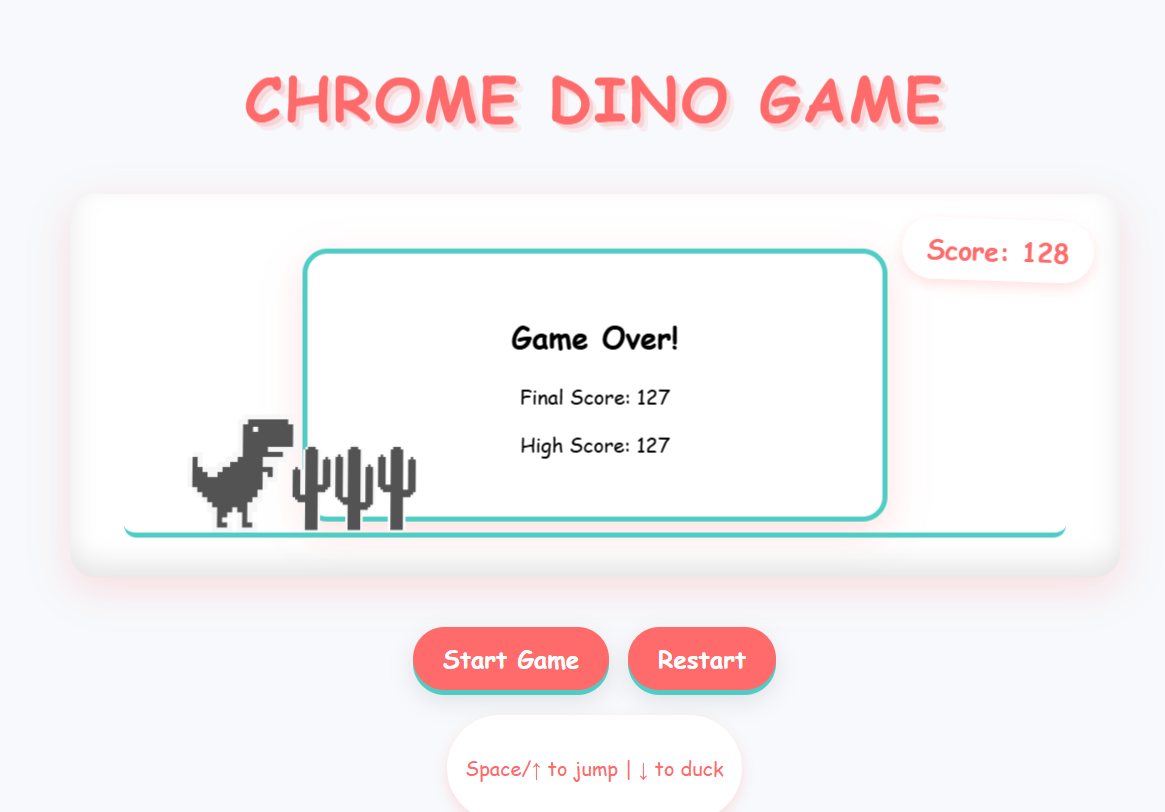 CHROME DINO GAME
Score: 128
Game Over!
Final Score: 127
High Score: 127
Start Game
Restart
Space/↑ to jump | ↓ to duck